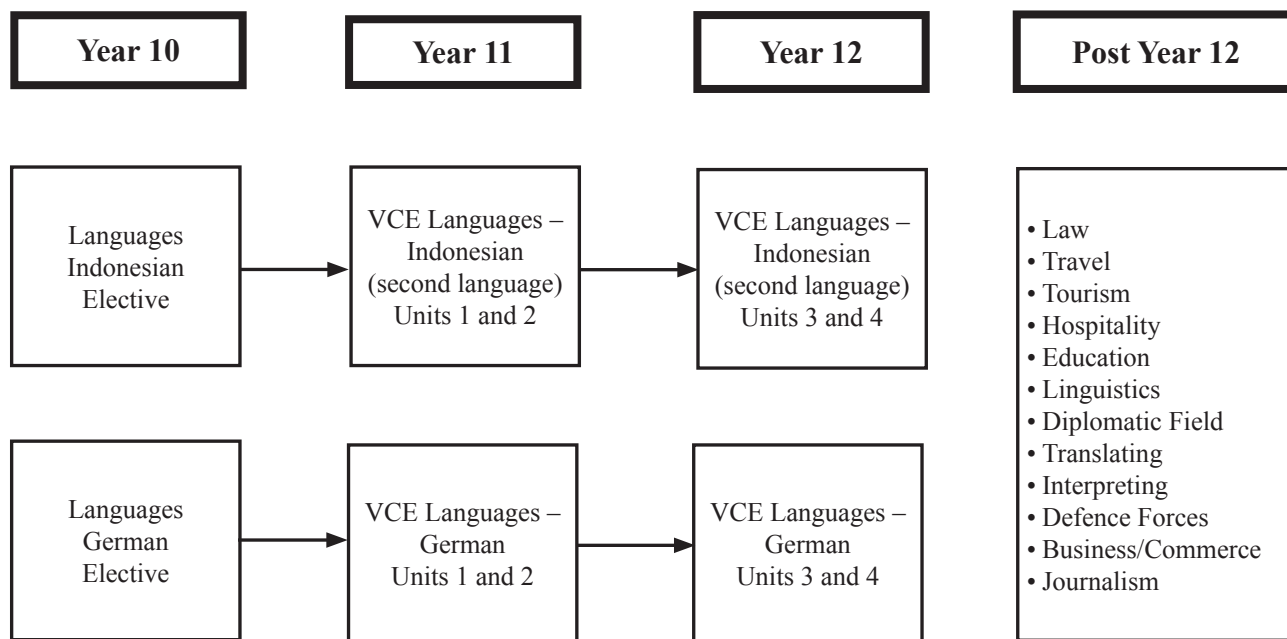 Year 10
Year 11
Year 12
Post Year 12
Languages
Indonesian
Elective
VCE Languages –
Indonesian
(second language)
Units 1 and 2
VCE Languages –
Indonesian
(second language)
Units 3 and 4
Languages
German
Elective
VCE Languages –
German
Units 1 and 2
VCE Languages –
German
Units 3 and 4
• Law
• Travel
• Tourism
• Hospitality
• Education
• Linguistics
• Diplomatic Field
• Translating
• Interpreting
• Defence Forces
• Business/Commerce
• Journalism